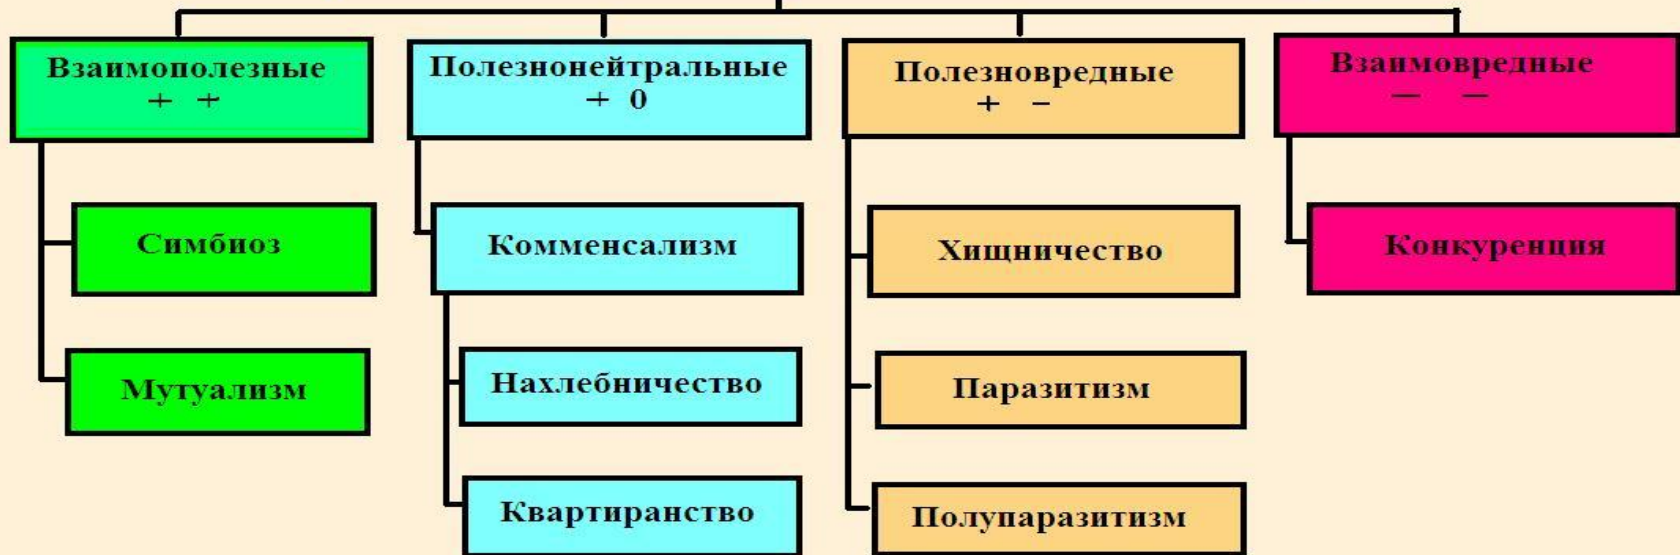 Взаимополезные
+ +
Полезнонейтральные
+ 0
Полезновредные
+ −
Взаимовредные
— —
Симбиоз
Комменсализм
Хищничество
Конкуренция
Мутуализм
Нахлебничество
Паразитизм
Квартиранство
Полупаразитизм